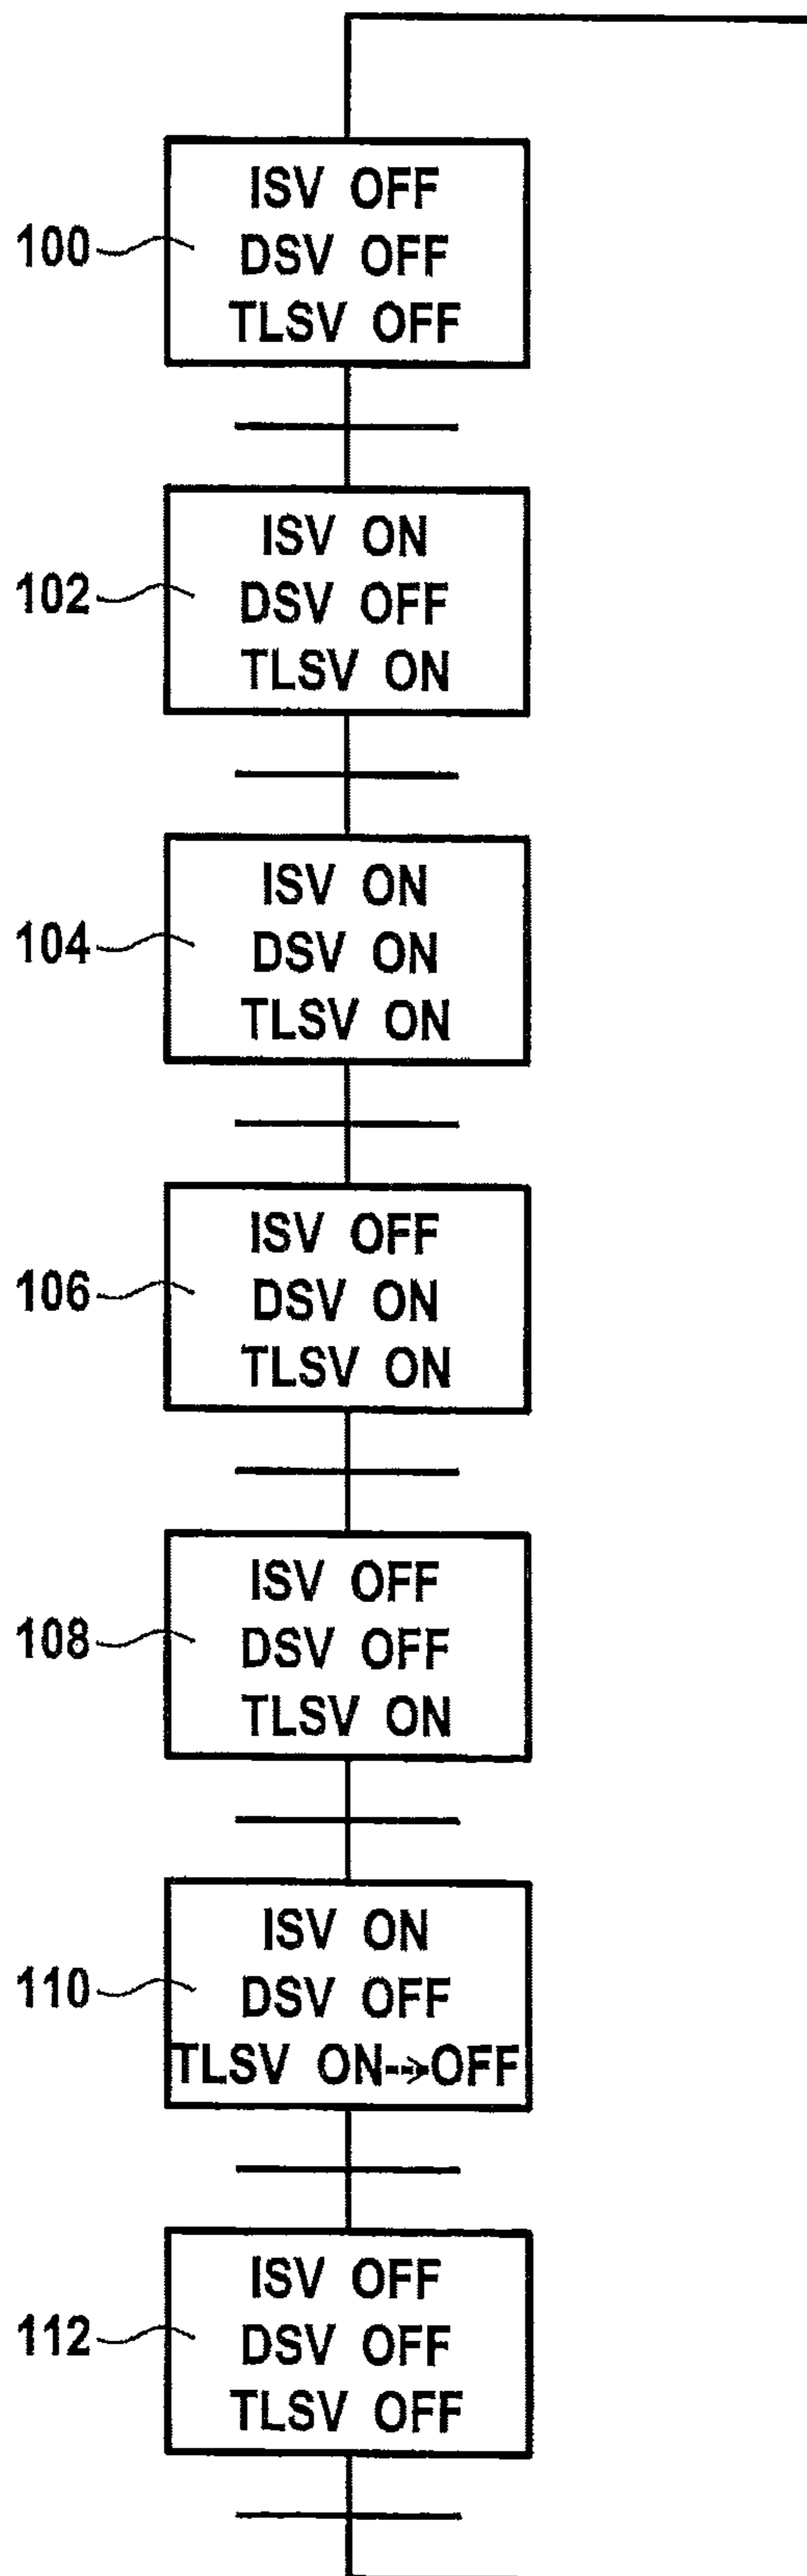 ISV OFF
100 DSV OFF
TLSV OFF
ISV ON
102 DSV OFF
TLSV ON
ISV ON
104 DSV ON
TLSV ON
ISV OFF
106 DSV ON
TLSV ON
ISV OFF
108 DSV OFF
TLSV ON
ISV ON
110 DSV OFF
TLSV ON-->OFF
ISV OFF
112 DSV OFF
TLSV OFF